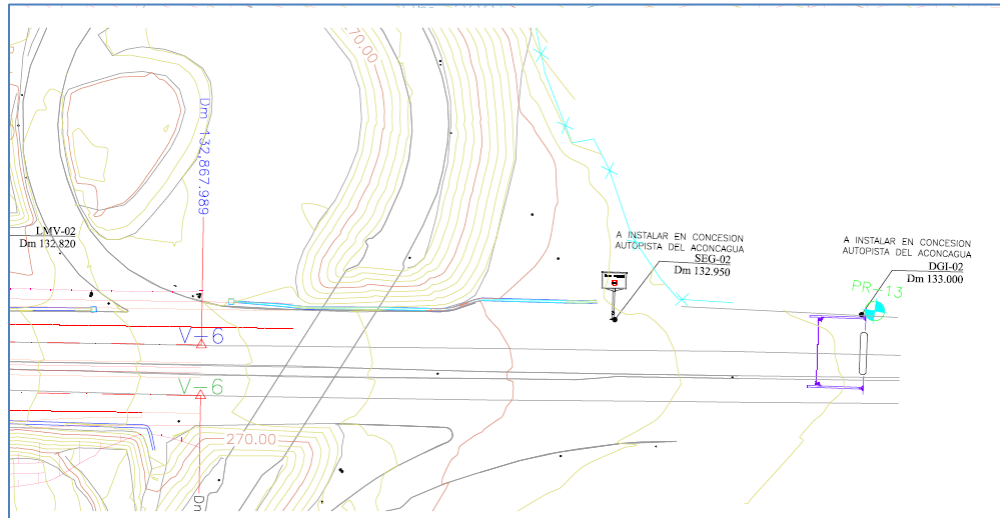 270.00
Dm 132,867.989
LMV-02
Dm 132.820
A INSTALAR EN CONCESION
AUTOPISTA DEL ACONCAGUA
SEG-02
Dm 132.950
A INSTALAR EN CONCESION
AUTOPISTA DEL ACONCAGUA
DGI-02
Dm 133.000
PR-13
V-6
V-6
270.00
Dm